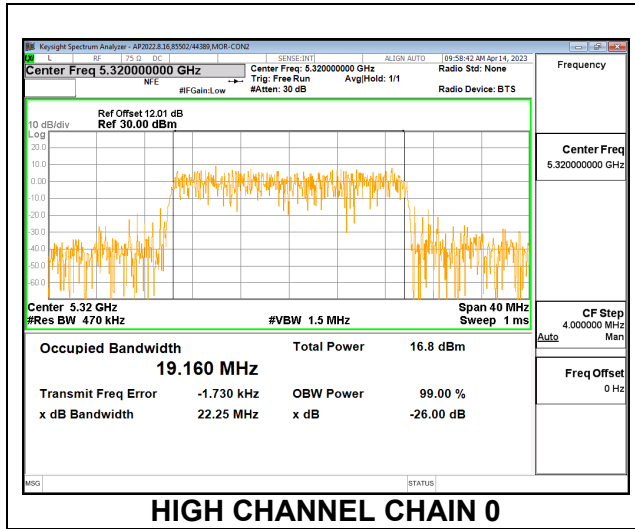 Keysight Spectrum Analyzer - AP2022.8.16,85502/44389,MOR-CON2
L RF 75 Ω DC SENSE:INT ALIGN AUTO 09:58:42 AM Apr 14, 2023
Center Freq 5.320000000 GHz
NFE
#IFGain:Low
Center Freq: 5.320000000 GHz
Trig: Free Run Avg|Hold: 1/1
#Atten: 30 dB
Radio Std: None
Radio Device: BTS
Frequency
Ref Offset 12.01 dB
10 dB/div Ref 30.00 dBm
Log
20.0
10.0
0.00
-10.0
-20.0
-30.0
-40.0
-50.0
-60.0
Center 5.32 GHz Span 40 MHz
#Res BW 470 kHz #VBW 1.5 MHz Sweep 1 ms
Occupied Bandwidth Total Power 16.8 dBm
19.160 MHz
Transmit Freq Error -1.730 kHz OBW Power 99.00 %
x dB Bandwidth 22.25 MHz x dB -26.00 dB
Center Freq
5.320000000 GHz
CF Step
4.000000 MHz
Auto Man
Freq Offset
0 Hz
MSG STATUS
HIGH CHANNEL CHAIN 0